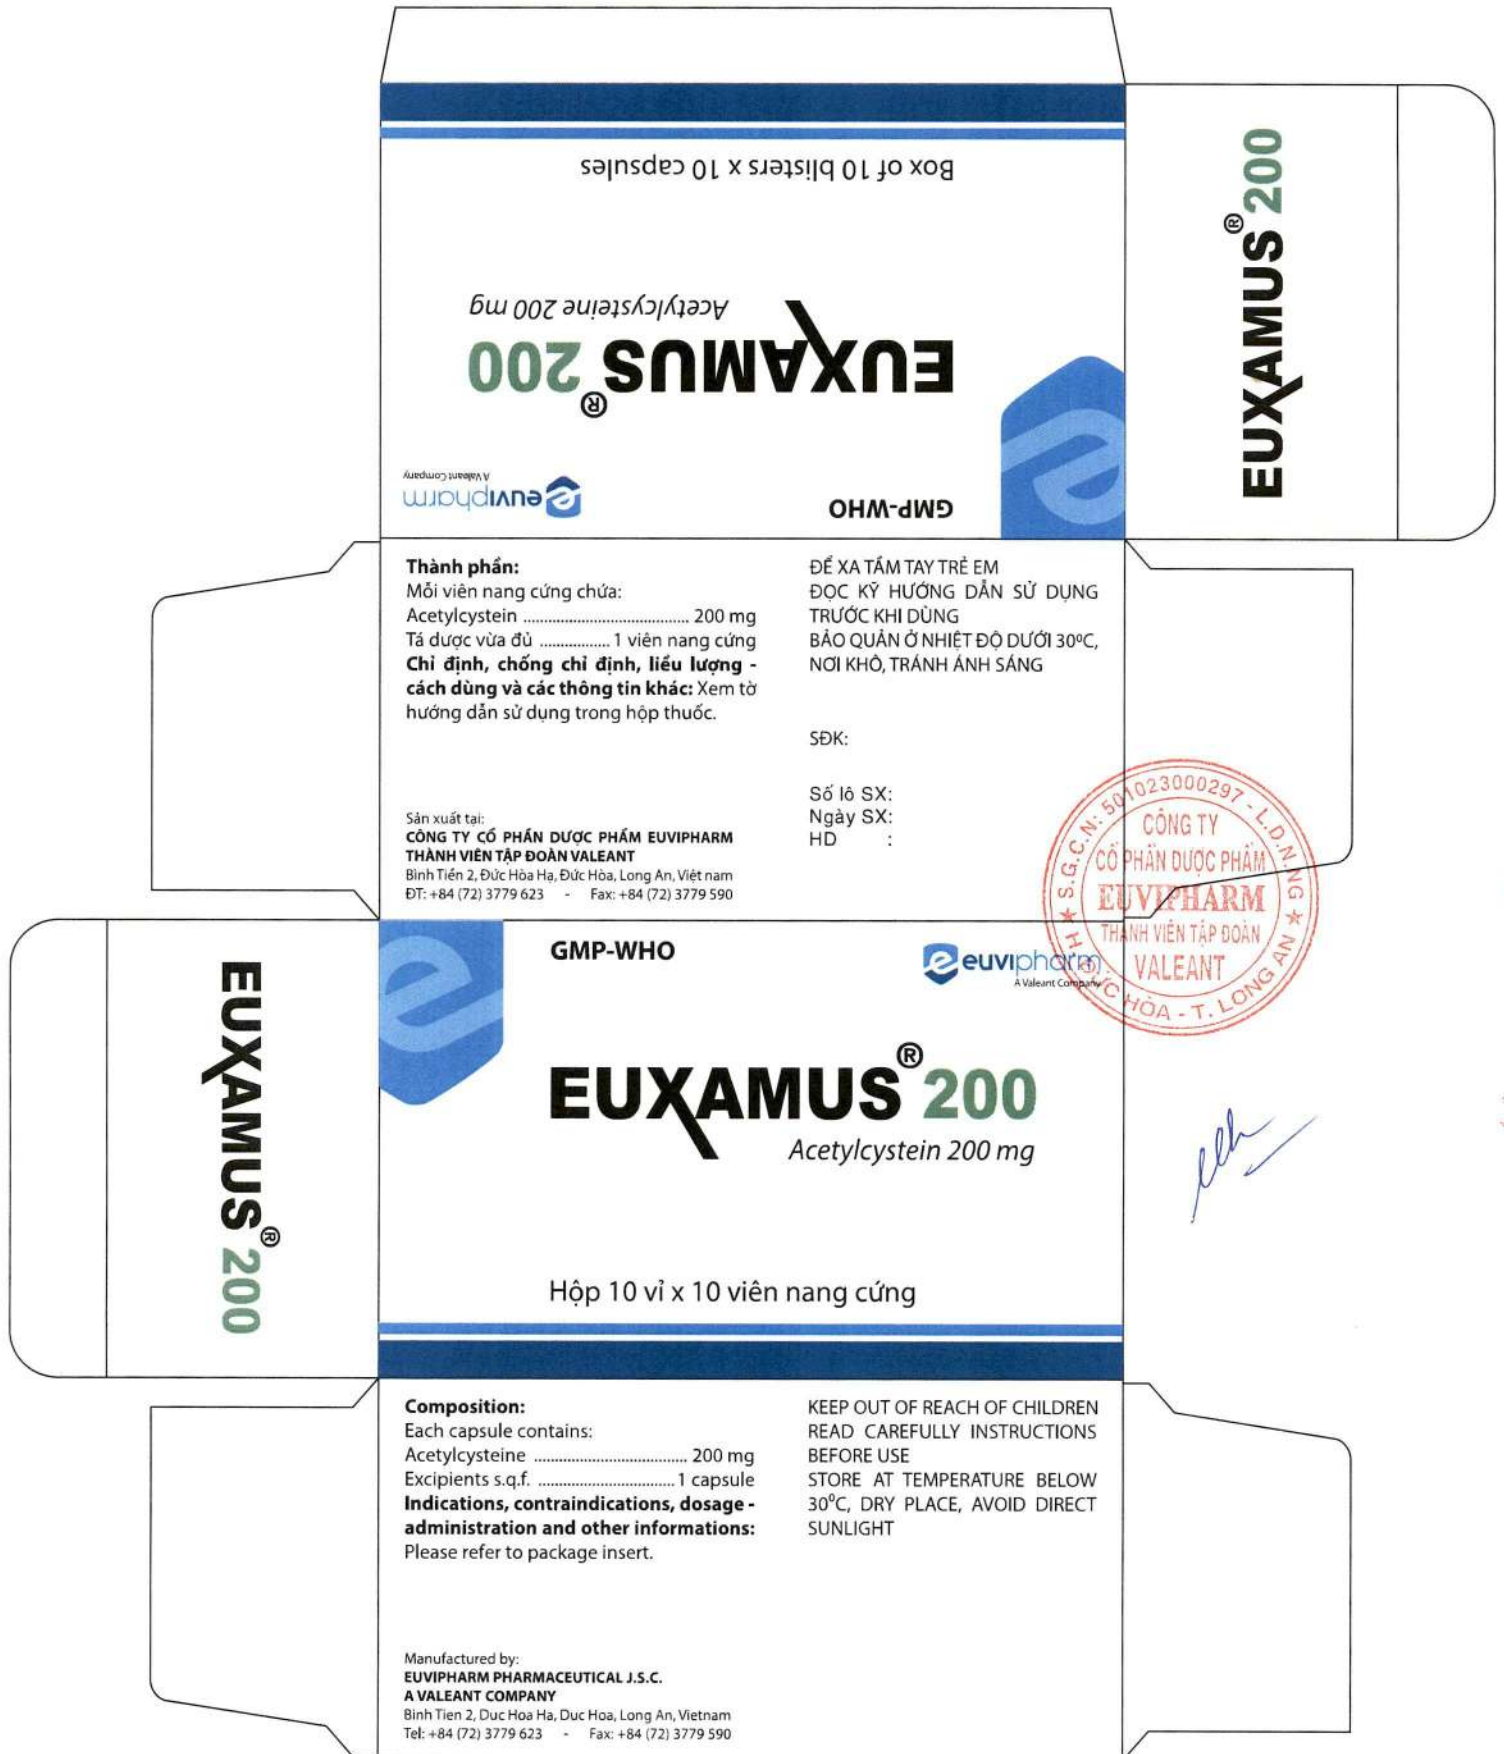 Box of 10 blisters x 10 capsules
Acetylcysteine 200 mg
EUXAMUS® 200
euvipharm
A Valeant Company
GMP-WHO
EUXAMUS® 200
Thành phần:
Mỗi viên nang cứng chứa:
Acetylcystein ........................................ 200 mg
Tá dược vừa đủ ................. 1 viên nang cứng
Chỉ định, chống chỉ định, liều lượng -
cách dùng và các thông tin khác: Xem tờ
hướng dẫn sử dụng trong hộp thuốc.
Sản xuất tại:
CÔNG TY CỔ PHẦN DƯỢC PHẨM EUVIPHARM
THÀNH VIÊN TẬP ĐOÀN VALEANT
Bình Tiền 2, Đức Hòa Hạ, Đức Hòa, Long An, Việt nam
ĐT: +84 (72) 3779 623 - Fax: +84 (72) 3779 590
ĐỂ XA TẦM TAY TRẺ EM
ĐỌC KỸ HƯỚNG DẪN SỬ DỤNG
TRƯỚC KHI DÙNG
BẢO QUẢN Ở NHIỆT ĐỘ DƯỚI 30ºC,
NƠI KHÔ, TRÁNH ÁNH SÁNG
SĐK:
Số lô SX:
Ngày SX:
HD :
S.G.C.N: 501023000297 - L.D.N.NG
CÔNG TY
CỔ PHẦN DƯỢC PHẨM
EUVIPHARM
THÀNH VIÊN TẬP ĐOÀN
VALEANT
H. ĐỨC HÒA - T. LONG AN
EUXAMUS® 200
GMP-WHO
euvipharm
A Valeant Company
EUXAMUS® 200
Acetylcystein 200 mg
Hộp 10 vỉ x 10 viên nang cứng
Composition:
Each capsule contains:
Acetylcysteine ..................................... 200 mg
Excipients s.q.f. ................................. 1 capsule
Indications, contraindications, dosage -
administration and other informations:
Please refer to package insert.
Manufactured by:
EUVIPHARM PHARMACEUTICAL J.S.C.
A VALEANT COMPANY
Binh Tien 2, Duc Hoa Ha, Duc Hoa, Long An, Vietnam
Tel: +84 (72) 3779 623 - Fax: +84 (72) 3779 590
KEEP OUT OF REACH OF CHILDREN
READ CAREFULLY INSTRUCTIONS
BEFORE USE
STORE AT TEMPERATURE BELOW
30⁰C, DRY PLACE, AVOID DIRECT
SUNLIGHT